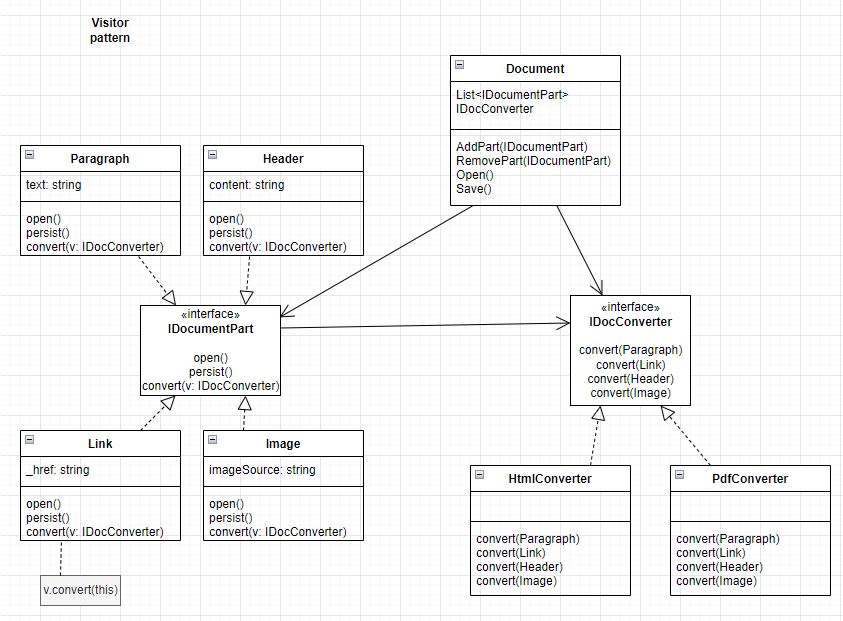 Visitor
pattern
Document
List<IDocumentPart>
IDocConverter
AddPart(IDocumentPart)
RemovePart(IDocumentPart)
Open()
Save()
Paragraph
text: string
open()
persist()
convert(v: IDocConverter)
Header
content: string
open()
persist()
convert(v: IDocConverter)
«interface»
IDocumentPart
open()
persist()
convert(v: IDocConverter)
«interface»
IDocConverter
convert(Paragraph)
convert(Link)
convert(Header)
convert(Image)
Link
_href: string
open()
persist()
convert(v: IDocConverter)
Image
imageSource: string
open()
persist()
convert(v: IDocConverter)
HtmlConverter
convert(Paragraph)
convert(Link)
convert(Header)
convert(Image)
PdfConverter
convert(Paragraph)
convert(Link)
convert(Header)
convert(Image)
v.convert(this)